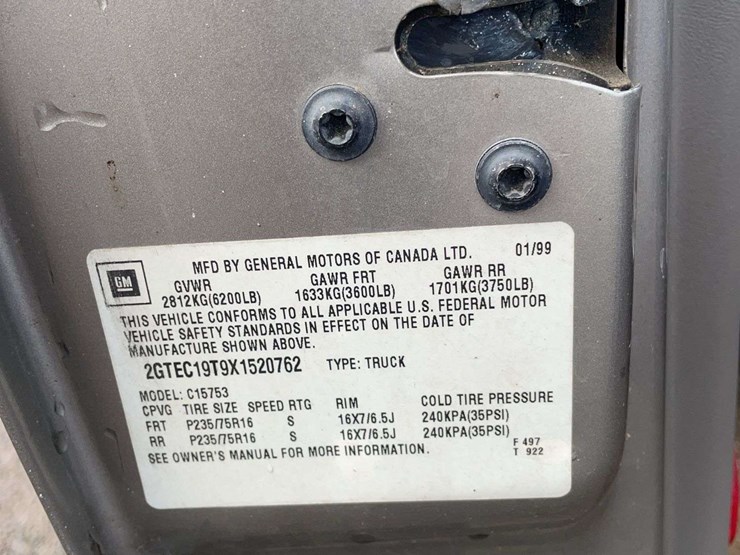 GM
MFD BY GENERAL MOTORS OF CANADA LTD. 01/99
GVWR GAWR FRT GAWR RR
2812KG(6200LB) 1633KG(3600LB) 1701KG(3750LB)
THIS VEHICLE CONFORMS TO ALL APPLICABLE U.S. FEDERAL MOTOR
VEHICLE SAFETY STANDARDS IN EFFECT ON THE DATE OF
MANUFACTURE SHOWN ABOVE.
2GTEC19T9X1520762 TYPE: TRUCK
MODEL: C15753
CPVG TIRE SIZE SPEED RTG RIM COLD TIRE PRESSURE
FRT P235/75R16 S 16X7/6.5J 240KPA(35PSI)
RR P235/75R16 S 16X7/6.5J 240KPA(35PSI)
SEE OWNER'S MANUAL FOR MORE INFORMATION. F 497
T 922